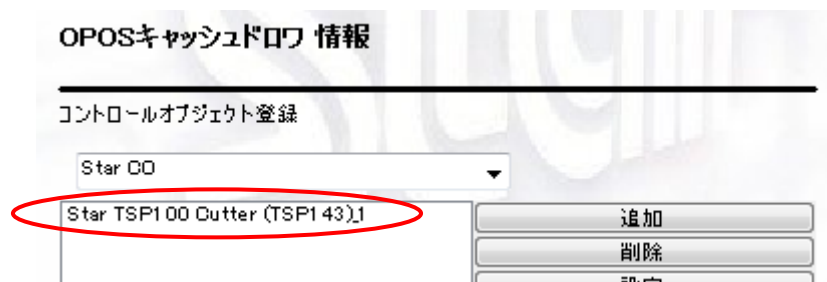 OPOSキャッシュドロワ 情報
コントロールオブジェクト登録
Star CO
Star TSP100 Cutter (TSP143)_1
追加
削除
設定